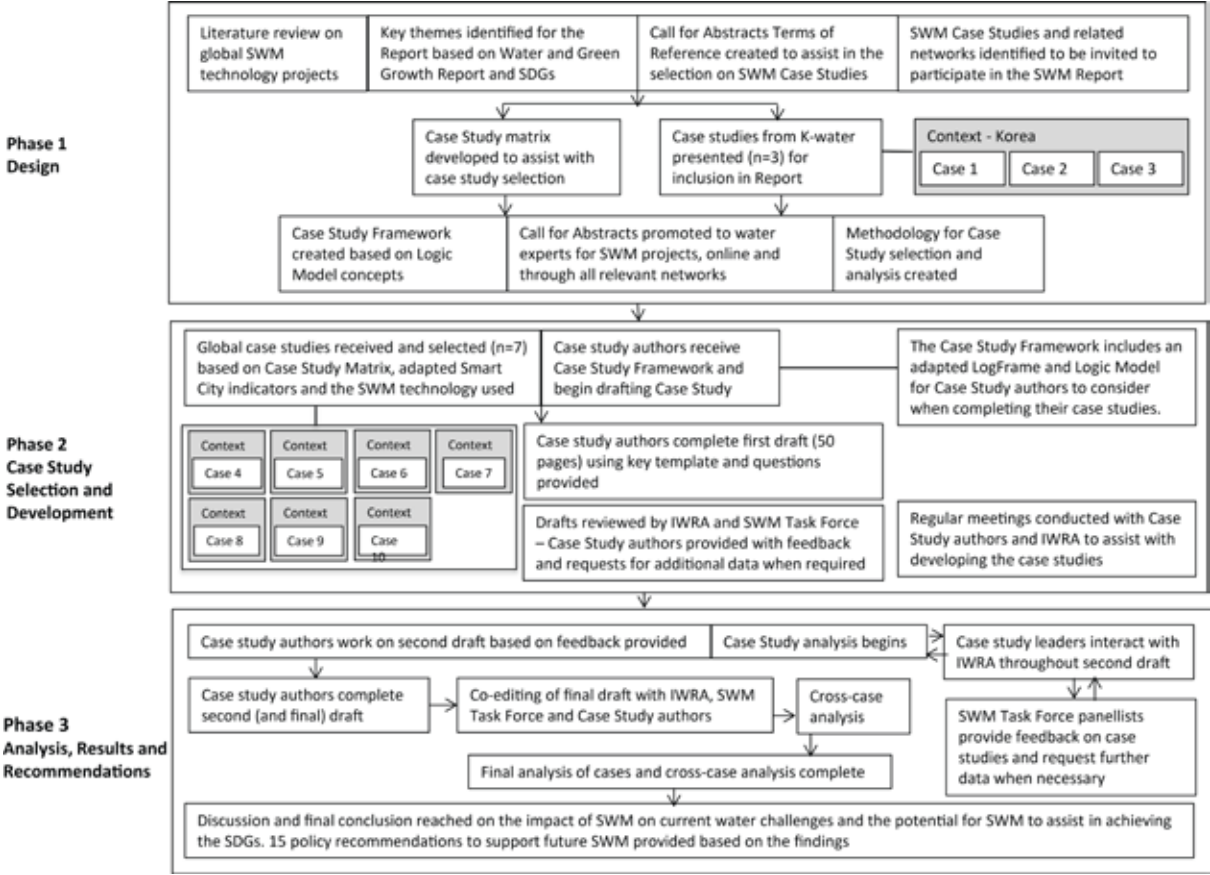 Literature review on
global SWM
technology projects
Key themes identified for the
Report based on Water and Green
Growth Report and SDGs
Call for Abstracts Terms of
Reference created to assist in the
selection on SWM Case Studies
SWM Case Studies and related
networks identified to be invited to
participate in the SWM Report
Phase 1
Design
Case Study matrix
developed to assist with
case study selection
Case studies from K-water
presented (n=3) for
inclusion in Report
Context - Korea
Case 1
Case 2
Case 3
Case Study Framework
created based on Logic
Model concepts
Call for Abstracts promoted to water
experts for SWM projects, online and
through all relevant networks
Methodology for Case
Study selection and
analysis created
Phase 2
Case Study
Selection and
Development
Global case studies received and selected (n=7)
based on Case Study Matrix, adapted Smart
City indicators and the SWM technology used
Case study authors receive
Case Study Framework and
begin drafting Case Study
The Case Study Framework includes an
adapted LogFrame and Logic Model
for Case Study authors to consider
when completing their case studies.
Context
Case 4
Context
Case 5
Context
Case 6
Context
Case 7
Context
Case 8
Context
Case 9
Context
Case
10
Case study authors complete first draft (50
pages) using key template and questions
provided
Drafts reviewed by IWRA and SWM Task Force
– Case Study authors provided with feedback
and requests for additional data when required
Regular meetings conducted with Case
Study authors and IWRA to assist with
developing the case studies
Phase 3
Analysis, Results and
Recommendations
Case study authors work on second draft based on feedback provided
Case Study analysis begins
Case study leaders interact with
IWRA throughout second draft
Case study authors complete
second (and final) draft
Co-editing of final draft with IWRA, SWM
Task Force and Case Study authors
Cross-case
analysis
SWM Task Force panellists
provide feedback on case
studies and request further
data when necessary
Final analysis of cases and cross-case analysis complete
Discussion and final conclusion reached on the impact of SWM on current water challenges and the potential for SWM to assist in achieving
the SDGs. 15 policy recommendations to support future SWM provided based on the findings